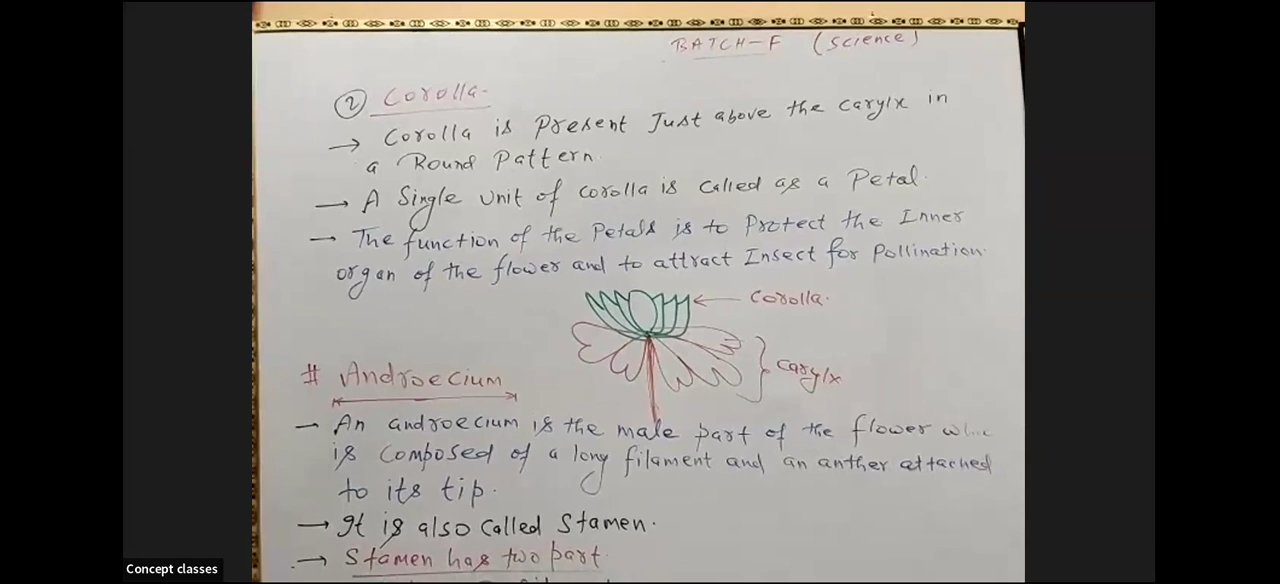 BATCH-F (Science)
② Corolla.
→ Corolla is Present Just above the Carylx in
a Round Pattern.
→ A Single unit of corolla is called as a Petal.
→ The function of the Petals is to Protect the Inner
organ of the flower and to attract Insect for Pollination.
← Corolla.
# Androecium
} Carylx
→ An androecium is the male part of the flower
is composed of a long filament and an anther attached
to its tip.
→ It is also called Stamen.
→ Stamen has two part.
Concept classes